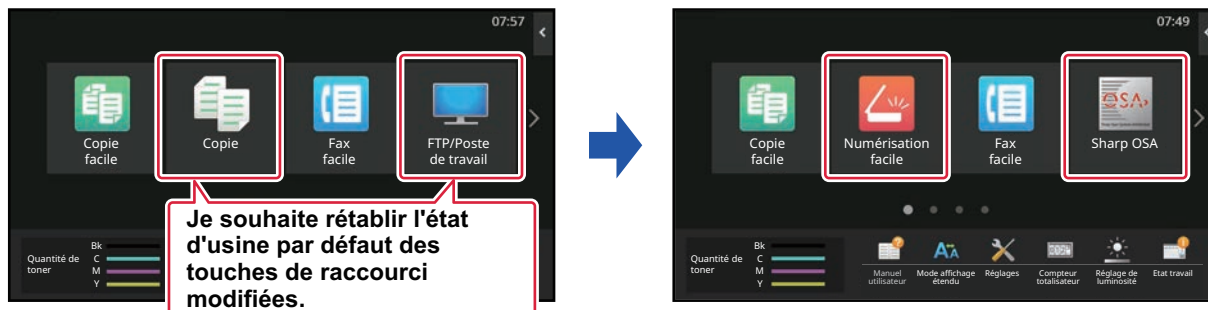 07:57
Copie
facile
Copie
Fax
facile
FTP/Poste
de travail
Je souhaite rétablir l'état
d'usine par défaut des
touches de raccourci
modifiées.
Quantité de
toner
Bk
C
M
Y
07:49
Copie
facile
Numérisation
facile
Fax
facile
OSA
Sharp OSA
Quantité de
toner
Bk
C
M
Y
Manuel
utilisateur
Mode affichage
étendu
Réglages
Compteur
totalisateur
Réglage de
luminosité
Etat travail